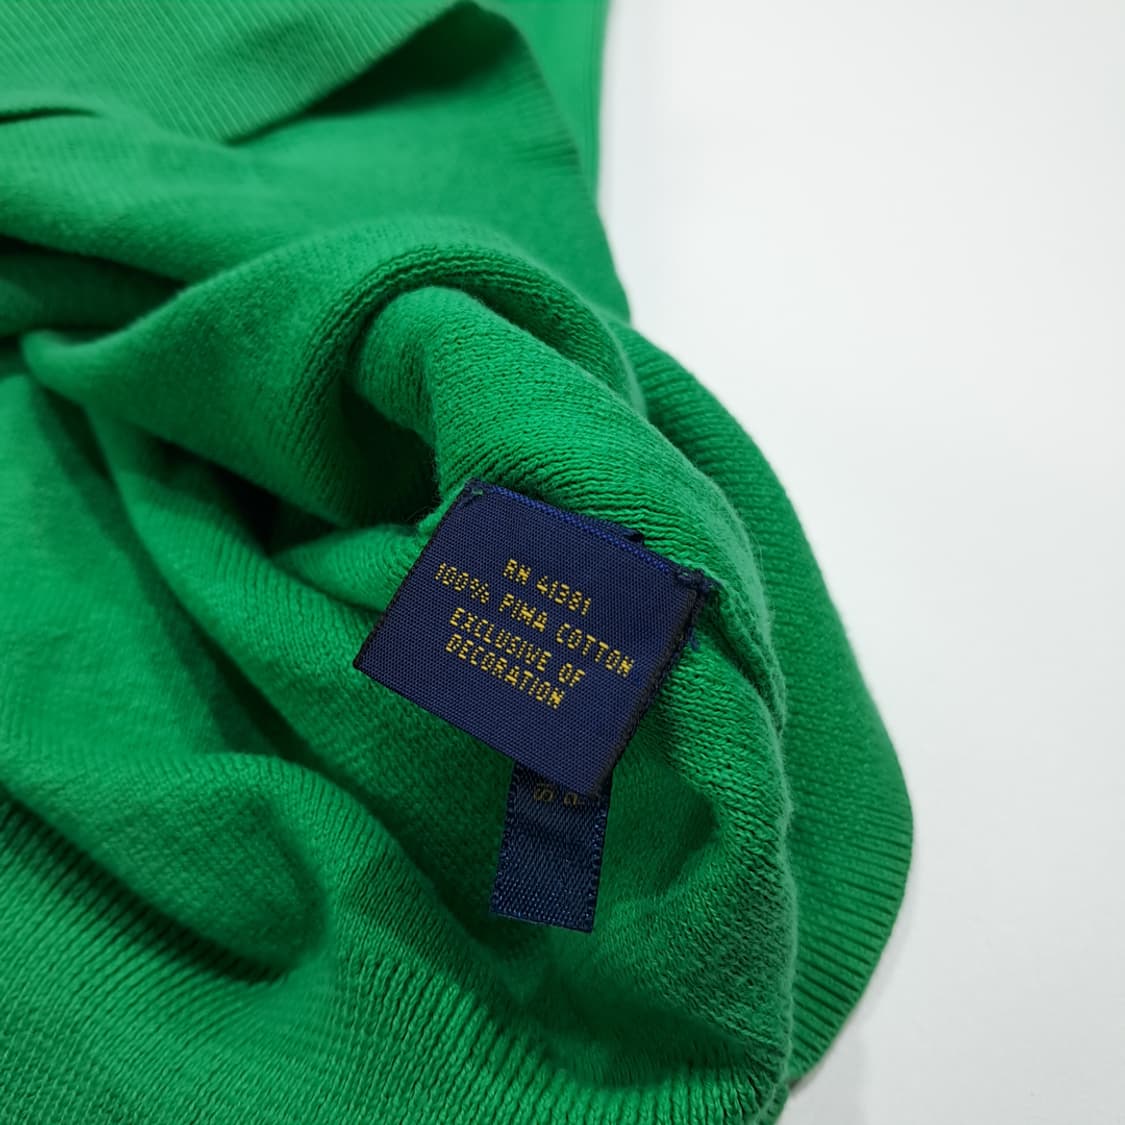 RN 41381
100% PIMA COTTON
EXCLUSIVE OF
DECORATION